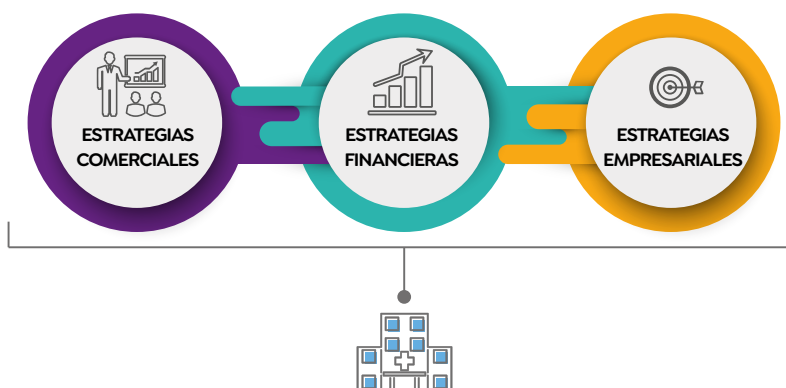 ESTRATEGIAS
COMERCIALES
ESTRATEGIAS
FINANCIERAS
ESTRATEGIAS
EMPRESARIALES